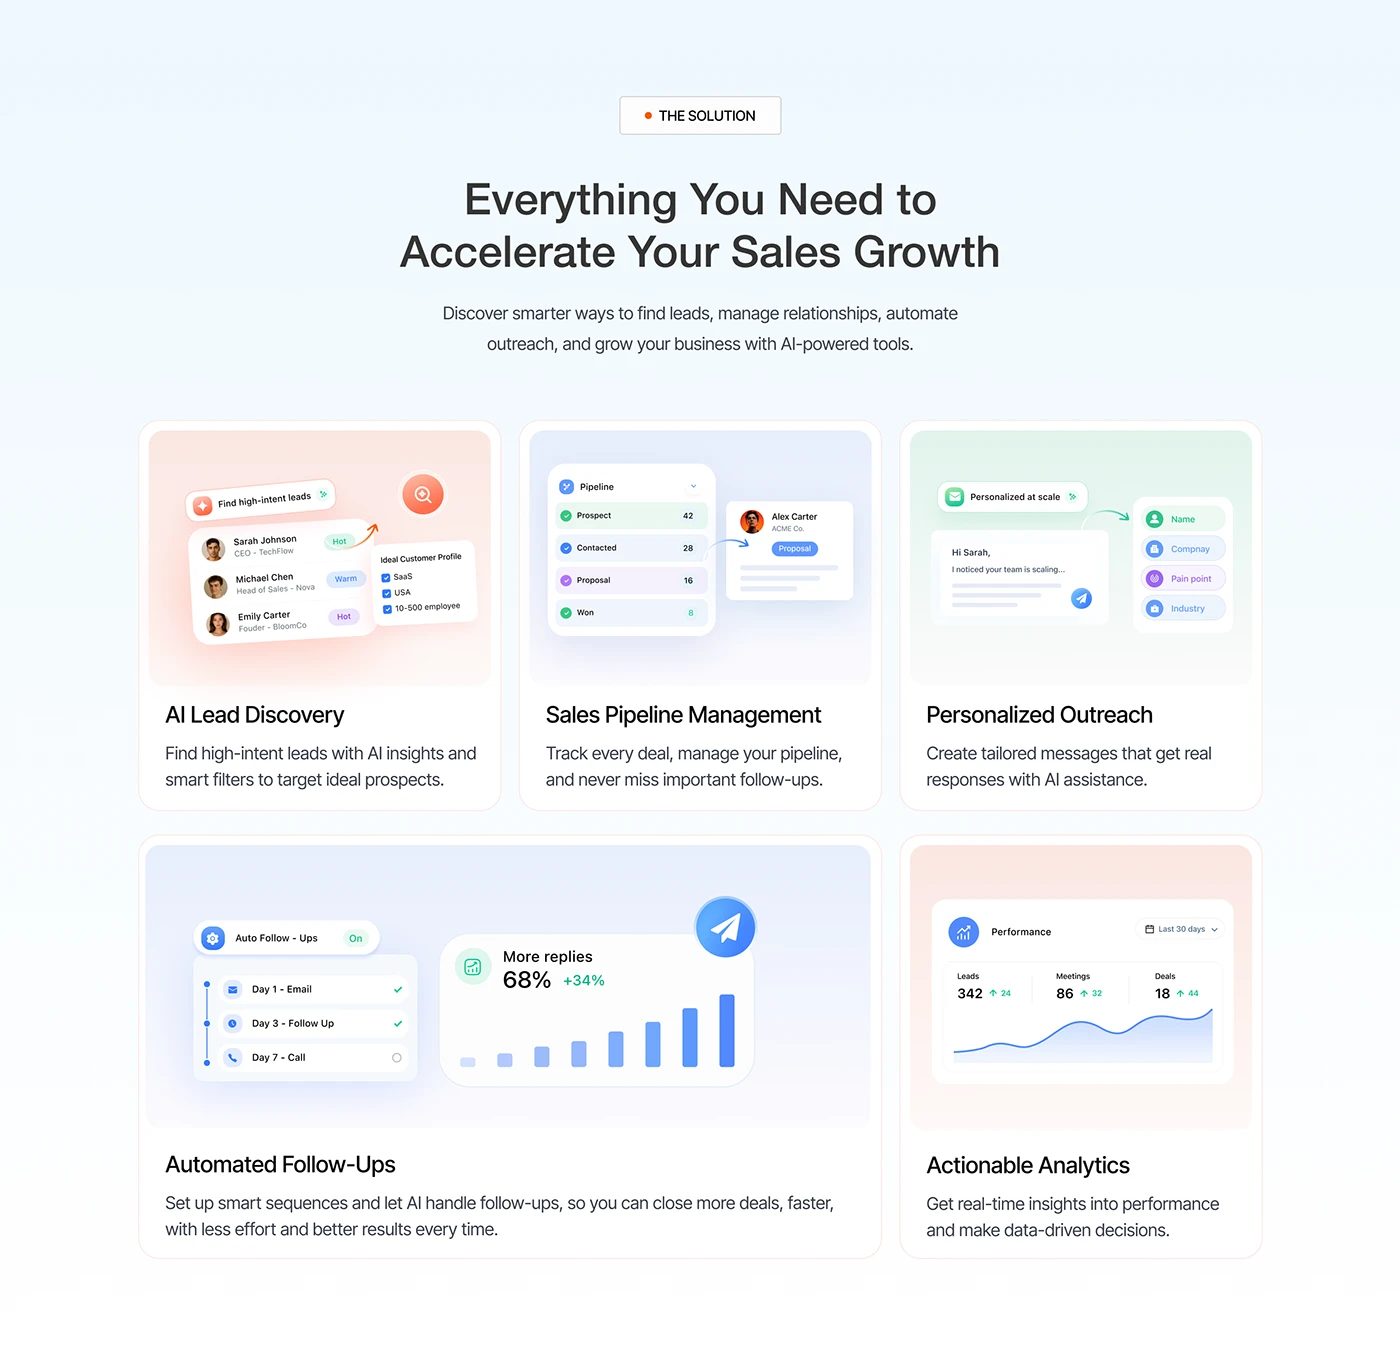 THE SOLUTION
Everything You Need to
Accelerate Your Sales Growth
Discover smarter ways to find leads, manage relationships, automate
outreach, and grow your business with AI-powered tools.
Find high-intent leads
Sarah Johnson
CEO - TechFlow
Hot
Michael Chen
Head of Sales - Nova
Warm
Emily Carter
Fouder - BloomCo
Hot
Ideal Customer Profile
SaaS
USA
10-500 employee
AI Lead Discovery
Find high-intent leads with AI insights and
smart filters to target ideal prospects.
Pipeline
Prospect 42
Contacted 28
Proposal 16
Won 8
Alex Carter
ACME Co.
Proposal
Sales Pipeline Management
Track every deal, manage your pipeline,
and never miss important follow-ups.
Personalized at scale
Hi Sarah,
I noticed your team is scaling...
Name
Compnay
Pain point
Industry
Personalized Outreach
Create tailored messages that get real
responses with AI assistance.
Auto Follow - Ups On
Day 1 - Email
Day 3 - Follow Up
Day 7 - Call
More replies
68% +34%
Automated Follow-Ups
Set up smart sequences and let AI handle follow-ups, so you can close more deals, faster,
with less effort and better results every time.
Performance
Last 30 days
Leads Meetings Deals
342 24 86 32 18 44
Actionable Analytics
Get real-time insights into performance
and make data-driven decisions.